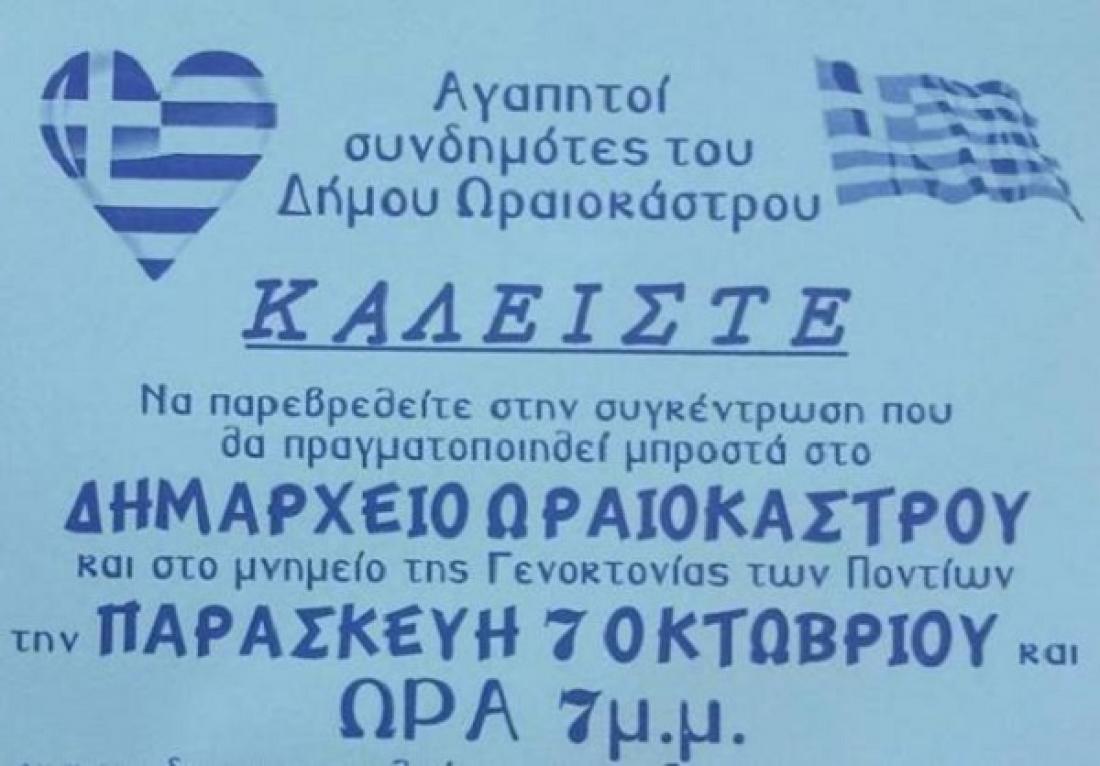 Αγαπητοί
συνδημότες του
Δήμου Ωραιοκάστρου
ΚΑΛΕΙΣΤΕ
Να παρεβρεθείτε στην συγκέντρωση που
θα πραγματοποιηθεί μπροστά στο
ΔΗΜΑΡΧΕΙΟ ΩΡΑΙΟΚΑΣΤΡΟΥ
και στο μνημείο της Γενοκτονίας των Ποντίων
την ΠΑΡΑΣΚΕΥΗ 7 ΟΚΤΩΒΡΙΟΥ και
ΩΡΑ 7μ.μ.